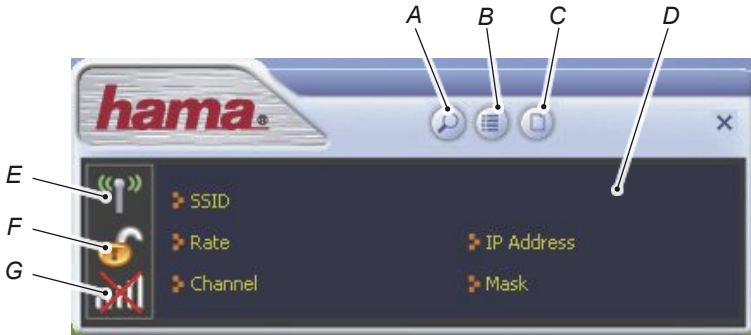 A B C D
hama®
E
SSID
F
Rate IP Address
G
Channel Mask